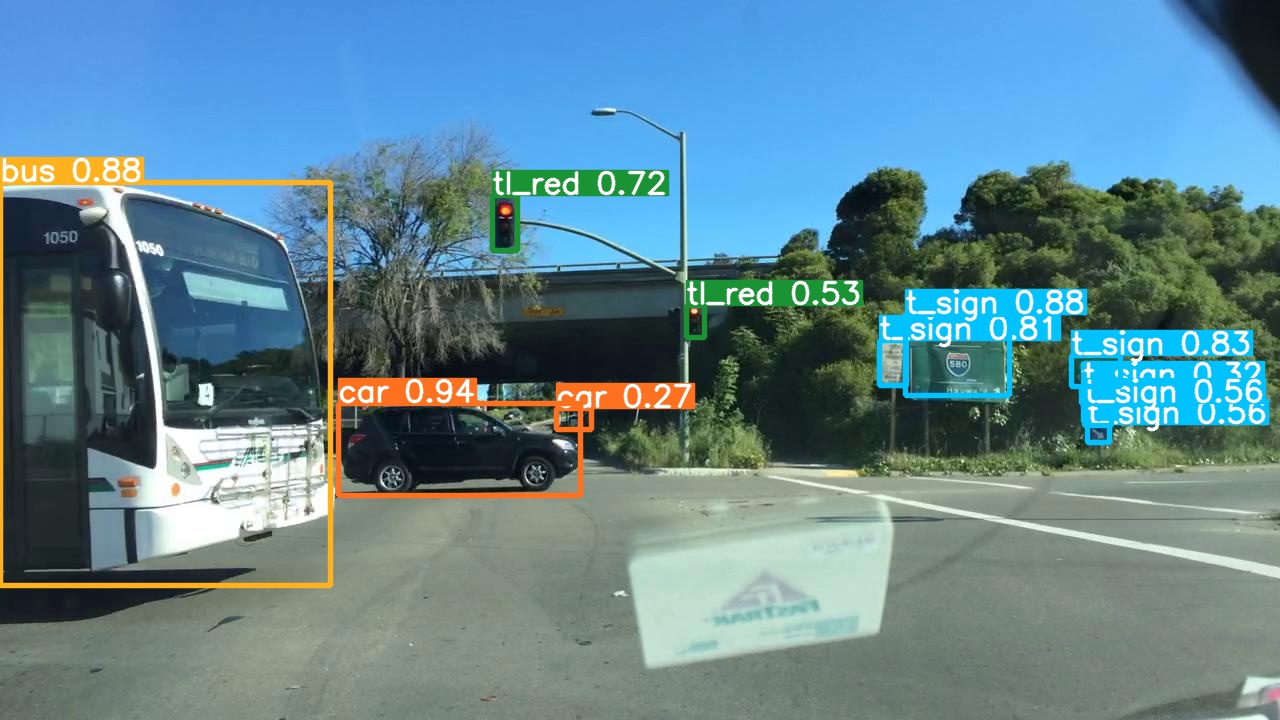 bus 0.88
tl_red 0.72
tl_red 0.53
t_sign 0.88
t_sign 0.81
t_sign 0.83
t_sign 0.32
t_sign 0.56
t_sign 0.56
car 0.94
car 0.27
1050
1050
BLVD
580
FASTRAK